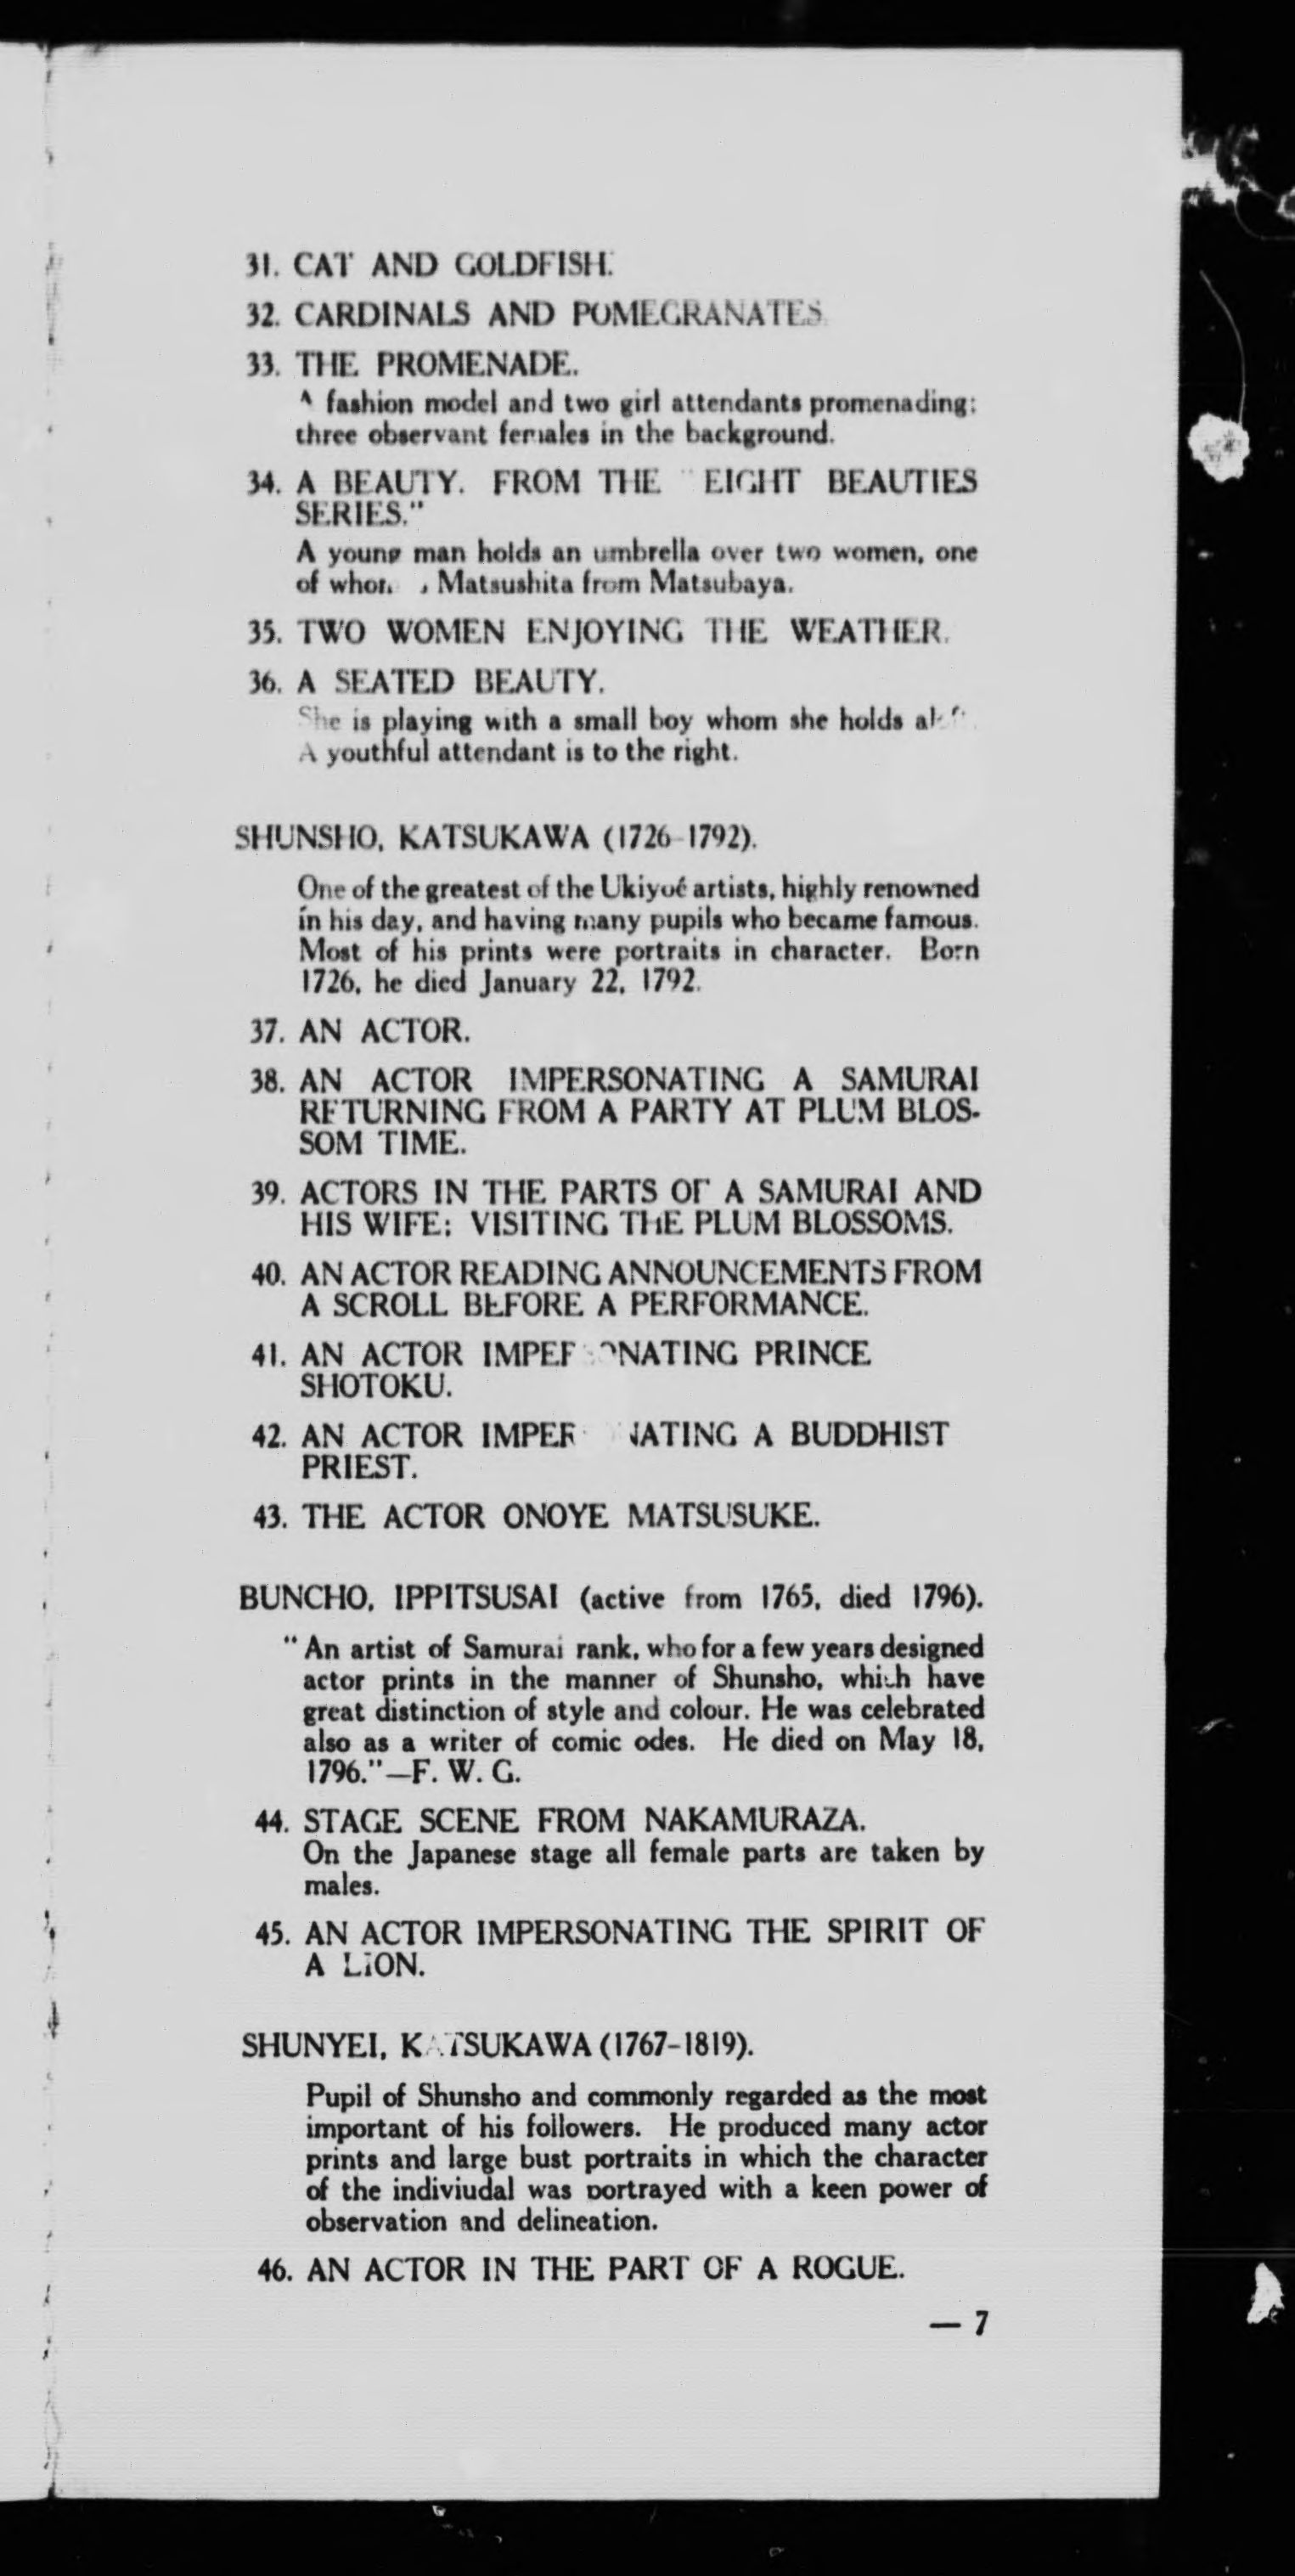 31. CAT AND GOLDFISH.
32. CARDINALS AND POMEGRANATES
33. THE PROMENADE.
A fashion model and two girl attendants promenading;
three observant females in the background.
34. A BEAUTY. FROM THE "EIGHT BEAUTIES
SERIES."
A young man holds an umbrella over two women, one
of whom Matsushita from Matsubaya.
35. TWO WOMEN ENJOYING THE WEATHER.
36. A SEATED BEAUTY.
She is playing with a small boy whom she holds
A youthful attendant is to the right.
SHUNSHO, KATSUKAWA (1726-1792).
One of the greatest of the Ukiyoé artists, highly renowned
in his day, and having many pupils who became famous.
Most of his prints were portraits in character. Born
1726, he died January 22, 1792.
37. AN ACTOR.
38. AN ACTOR IMPERSONATING A SAMURAI
RETURNING FROM A PARTY AT PLUM BLOS-
SOM TIME.
39. ACTORS IN THE PARTS OF A SAMURAI AND
HIS WIFE; VISITING THE PLUM BLOSSOMS.
40. AN ACTOR READING ANNOUNCEMENTS FROM
A SCROLL BEFORE A PERFORMANCE.
41. AN ACTOR IMPERSONATING PRINCE
SHOTOKU.
42. AN ACTOR IMPERSONATING A BUDDHIST
PRIEST.
43. THE ACTOR ONOYE MATSUSUKE.
BUNCHO, IPPITSUSAI (active from 1765, died 1796).
"An artist of Samurai rank, who for a few years designed
actor prints in the manner of Shunsho, which have
great distinction of style and colour. He was celebrated
also as a writer of comic odes. He died on May 18,
1796."—F. W. G.
44. STAGE SCENE FROM NAKAMURAZA.
On the Japanese stage all female parts are taken by
males.
45. AN ACTOR IMPERSONATING THE SPIRIT OF
A LION.
SHUNYEI, KATSUKAWA (1767-1819).
Pupil of Shunsho and commonly regarded as the most
important of his followers. He produced many actor
prints and large bust portraits in which the character
of the indiviudal was portrayed with a keen power of
observation and delineation.
46. AN ACTOR IN THE PART OF A ROGUE.
— 7